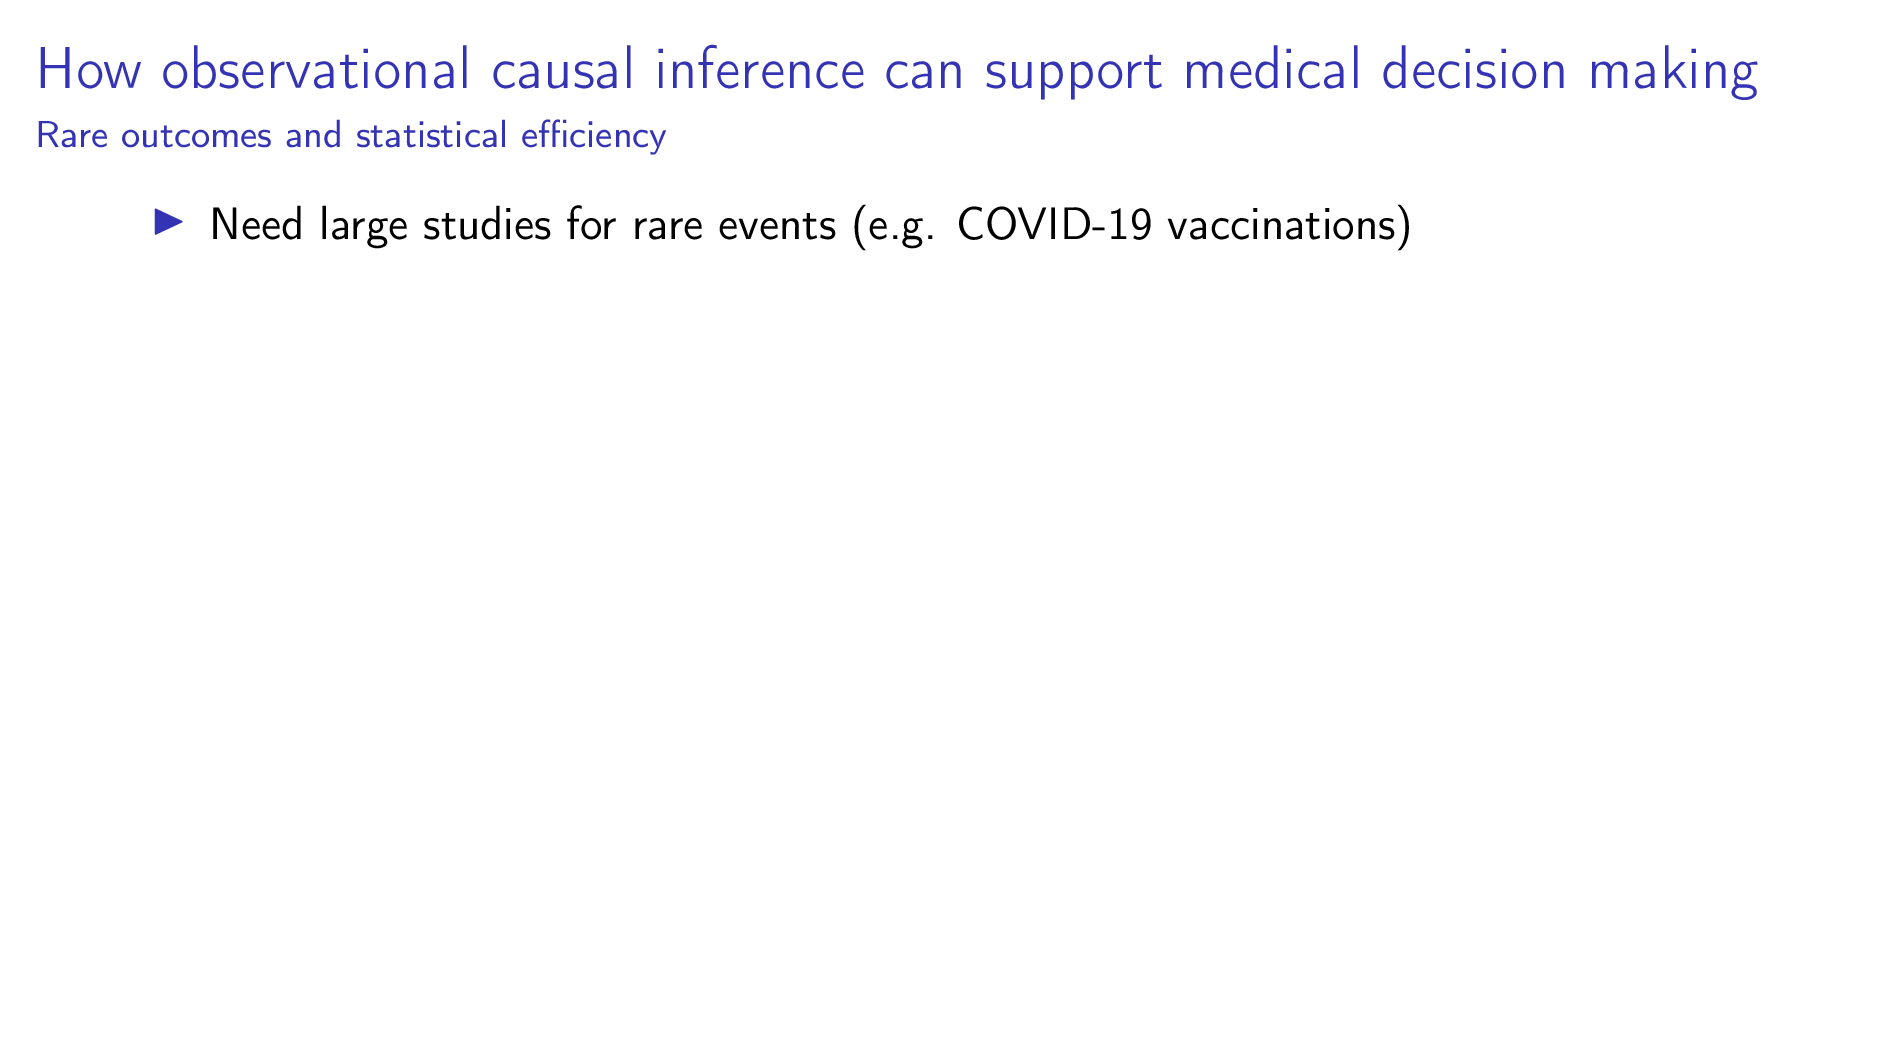 How observational causal inference can support medical decision making
Rare outcomes and statistical efficiency
▶ Need large studies for rare events (e.g. COVID-19 vaccinations)